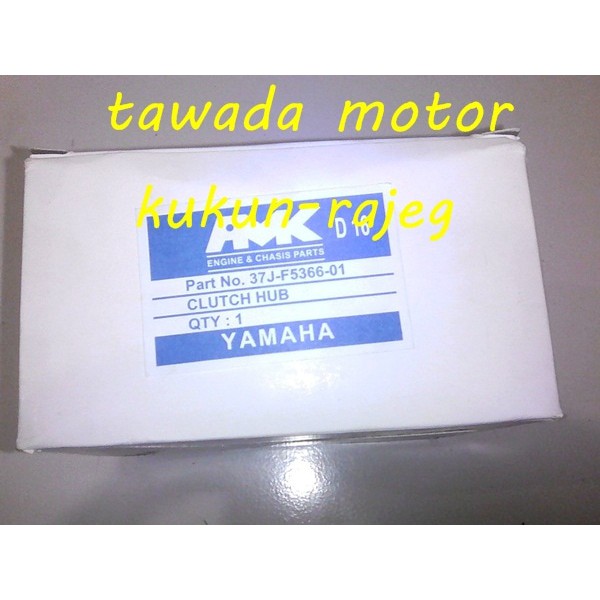 tawada motor
kukun-rajeg
AMK D 16
ENGINE & CHASIS PARTS
Part No. 37J-F5366-01
CLUTCH HUB
QTY : 1
YAMAHA